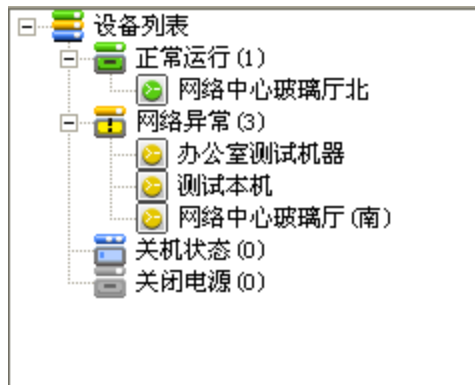 设备列表
正常运行(1)
网络中心玻璃厅北
网络异常(3)
办公室测试机器
测试本机
网络中心玻璃厅(南)
关机状态(0)
关闭电源(0)